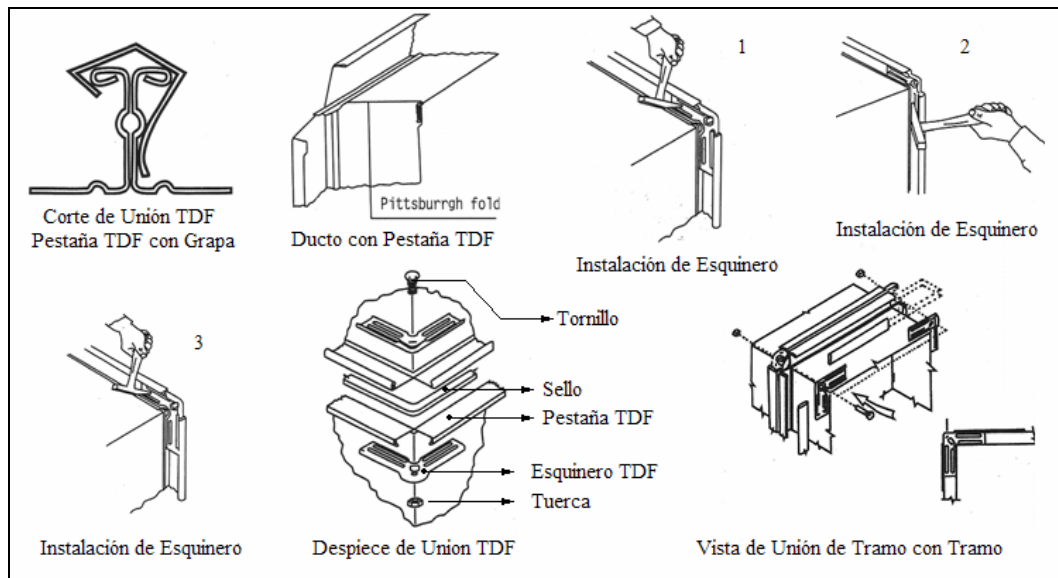 Corte de Unión TDF
Pestaña TDF con Grapa
Pittsburrgh fold
Ducto con Pestaña TDF
1
Instalación de Esquinero
2
Instalación de Esquinero
3
Instalación de Esquinero
Tornillo
Sello
Pestaña TDF
Esquinero TDF
Tuerca
Despiece de Union TDF
Vista de Unión de Tramo con Tramo